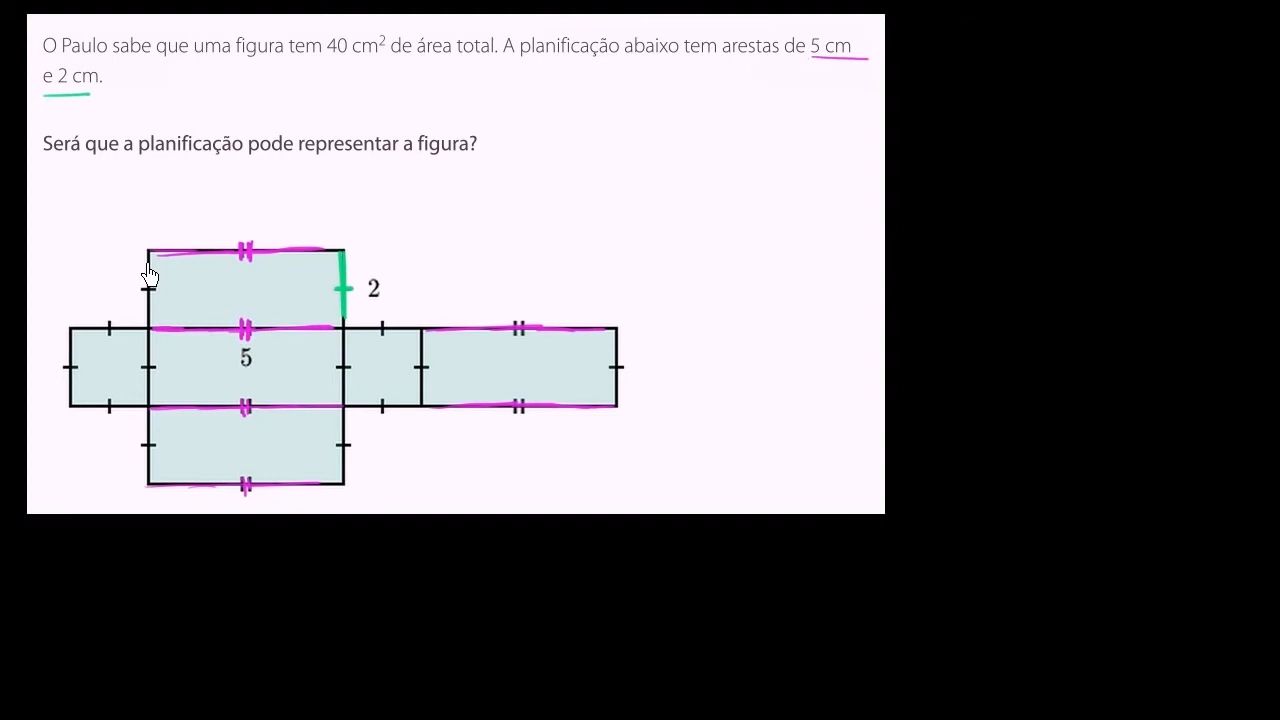 O Paulo sabe que uma figura tem 40 cm² de área total. A planificação abaixo tem arestas de 5 cm
e 2 cm.
Será que a planificação pode representar a figura?
2
5